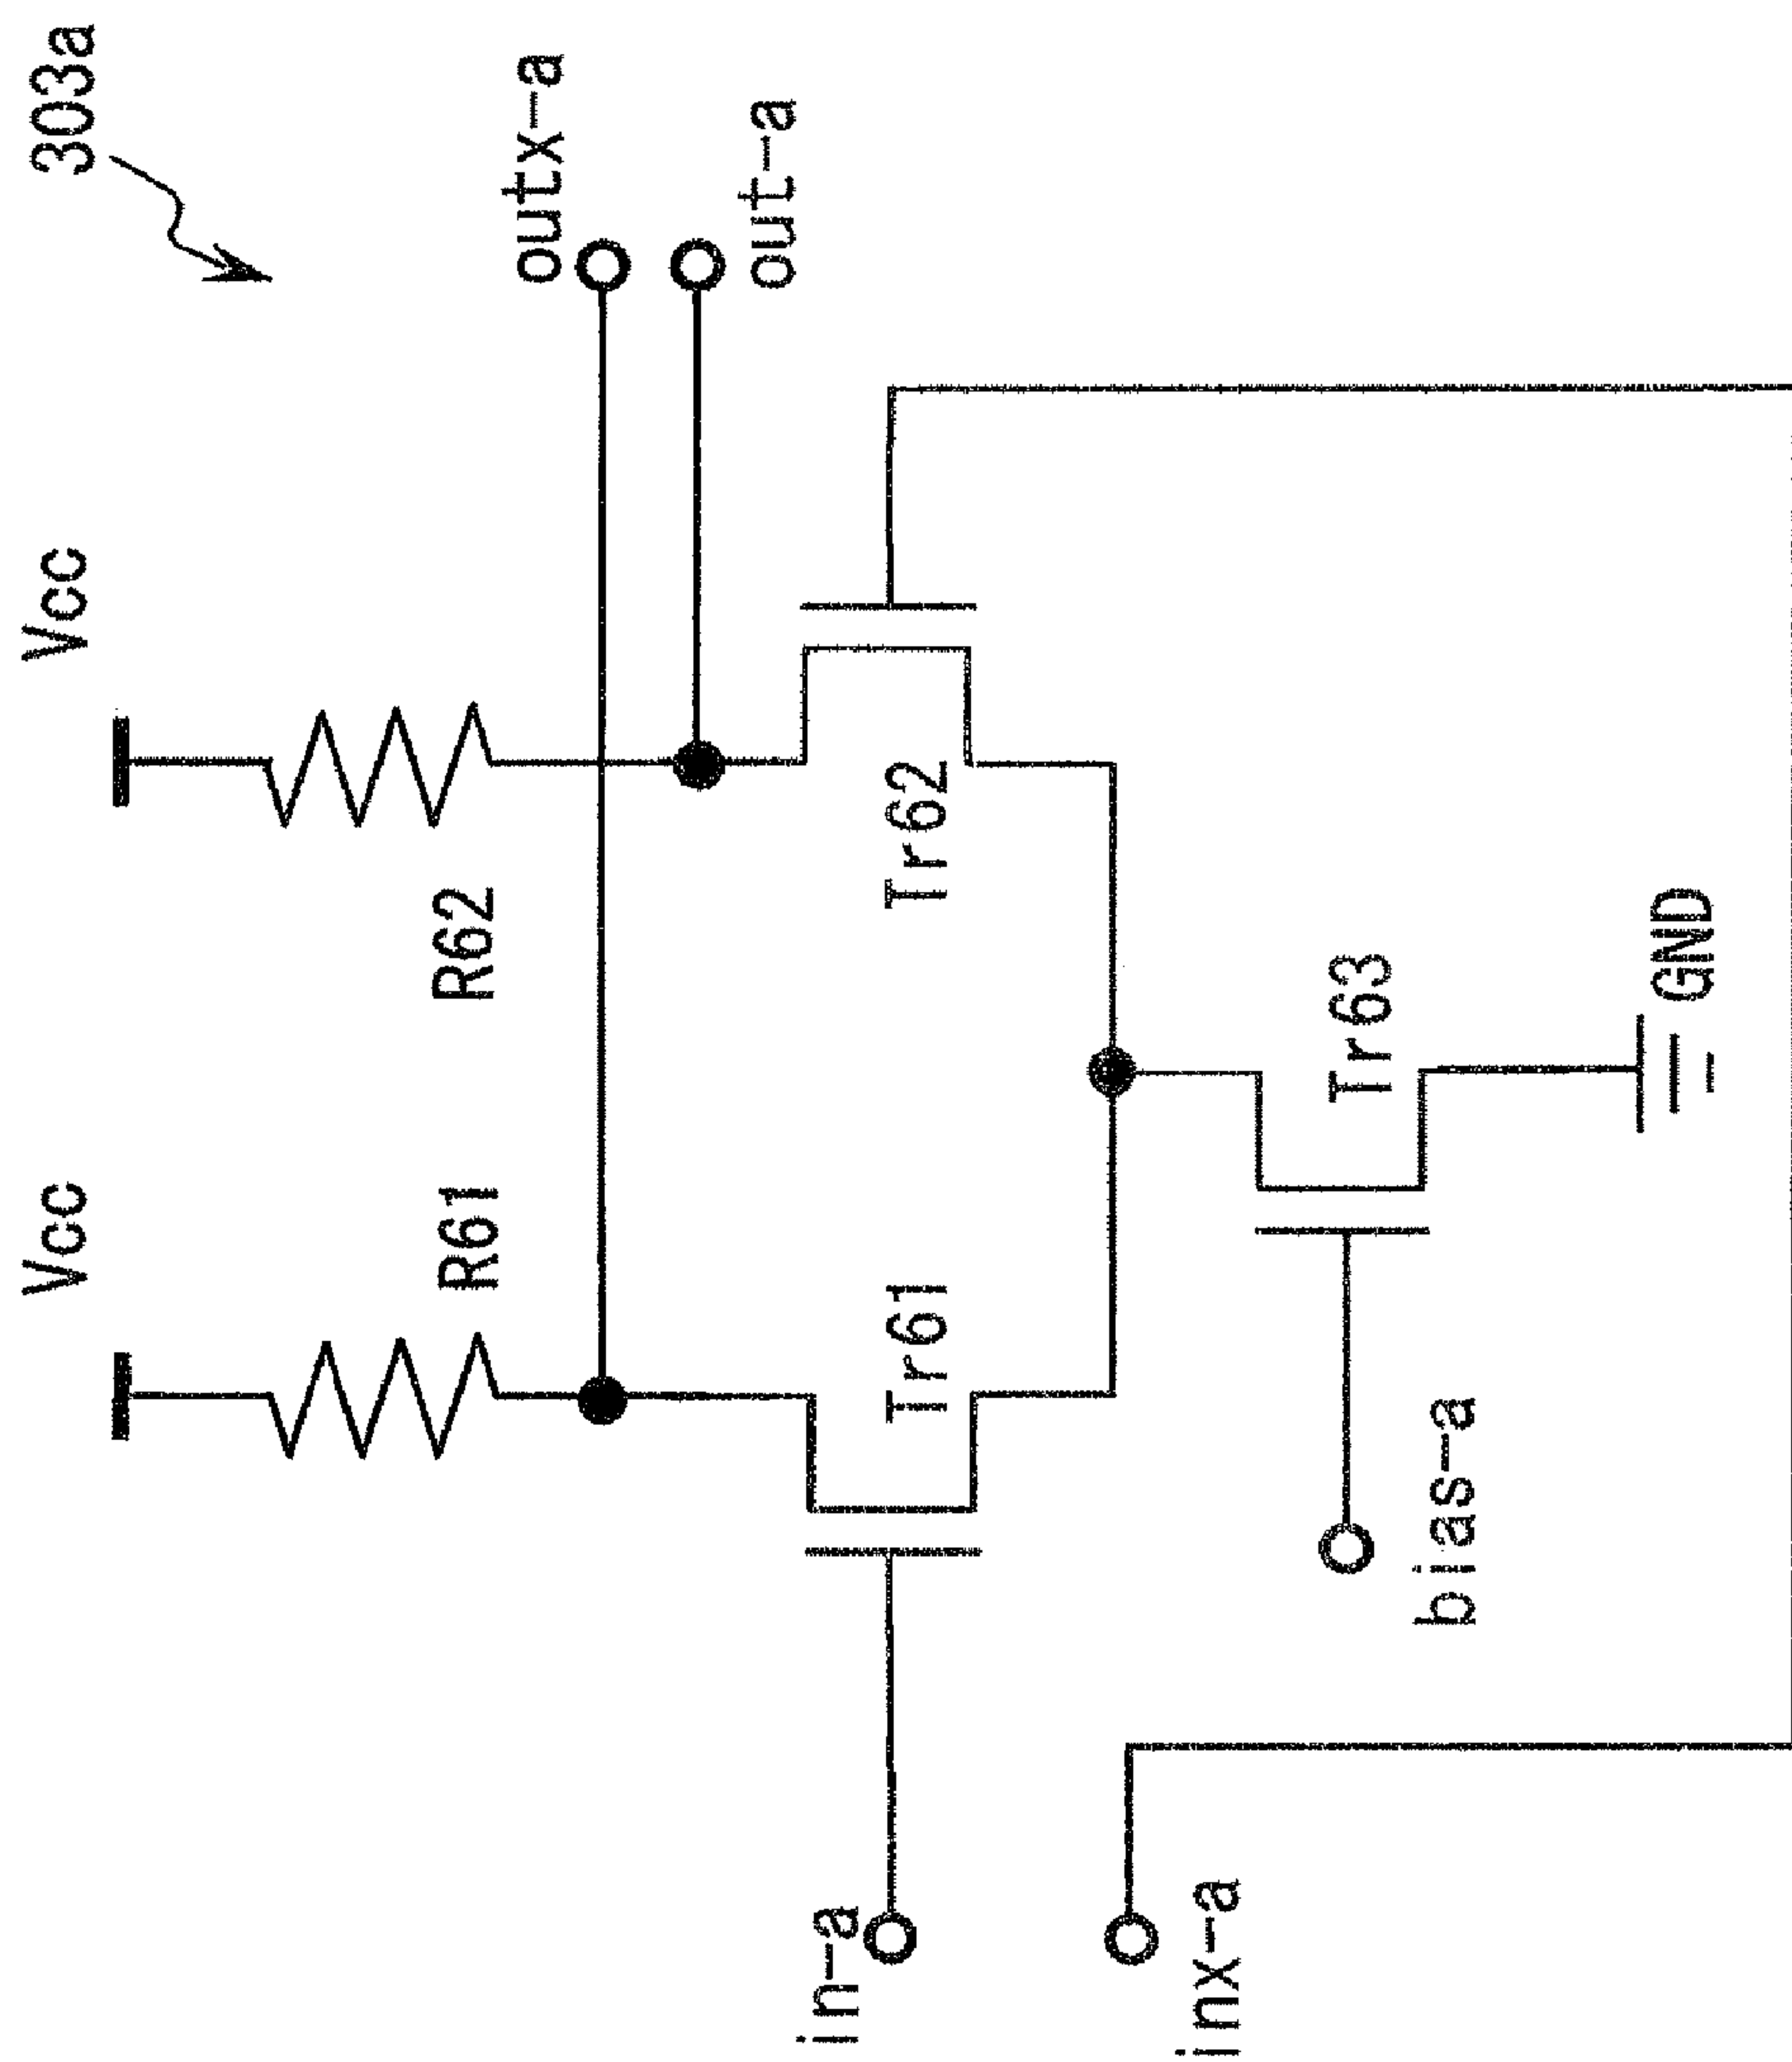 303a
Vcc
Vcc
R61
R62
outx-a
out-a
in-a
Tr61
Tr62
inx-a
bias-a
Tr63
GND